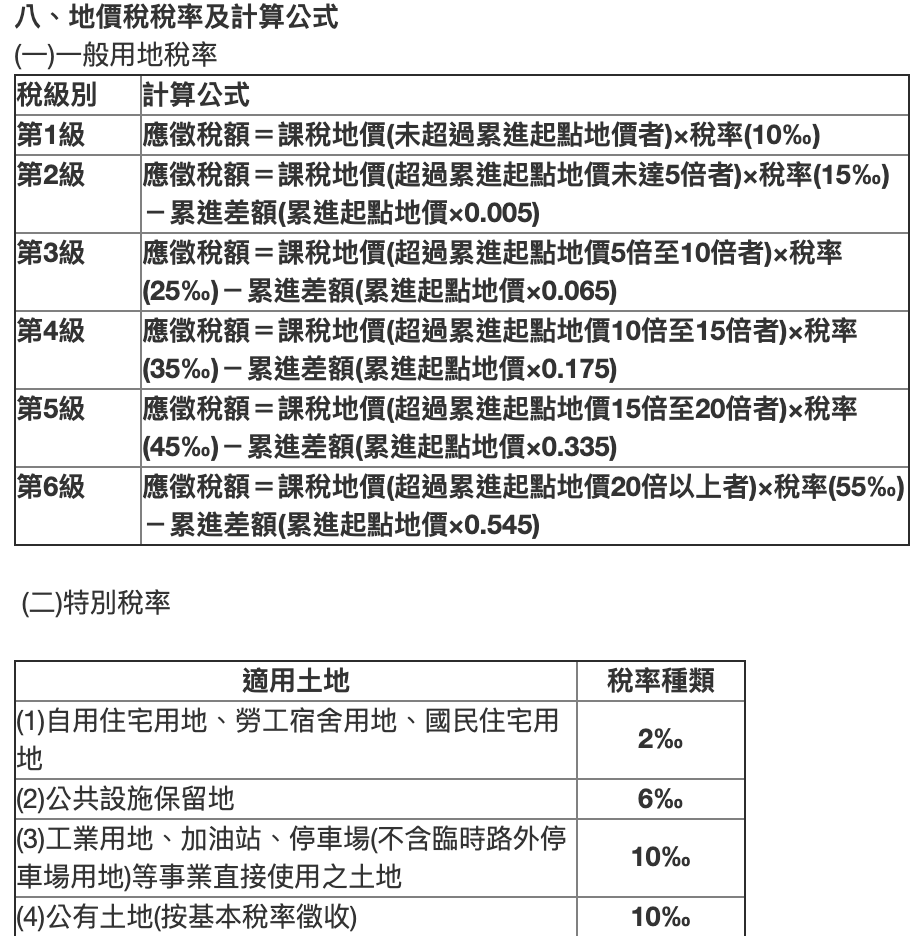 八、地價稅稅率及計算公式
(一)一般用地稅率
稅級別 計算公式
第1級 應徵稅額＝課稅地價(未超過累進起點地價者)×稅率(10‰)
第2級 應徵稅額＝課稅地價(超過累進起點地價未達5倍者)×稅率(15‰)
－累進差額(累進起點地價×0.005)
第3級 應徵稅額＝課稅地價(超過累進起點地價5倍至10倍者)×稅率
(25‰)－累進差額(累進起點地價×0.065)
第4級 應徵稅額＝課稅地價(超過累進起點地價10倍至15倍者)×稅率
(35‰)－累進差額(累進起點地價×0.175)
第5級 應徵稅額＝課稅地價(超過累進起點地價15倍至20倍者)×稅率
(45‰)－累進差額(累進起點地價×0.335)
第6級 應徵稅額＝課稅地價(超過累進起點地價20倍以上者)×稅率(55‰)
－累進差額(累進起點地價×0.545)
(二)特別稅率
適用土地 稅率種類
(1)自用住宅用地、勞工宿舍用地、國民住宅用
地
2‰
(2)公共設施保留地 6‰
(3)工業用地、加油站、停車場(不含臨時路外停
車場用地)等事業直接使用之土地
10‰
(4)公有土地(按基本稅率徵收) 10‰